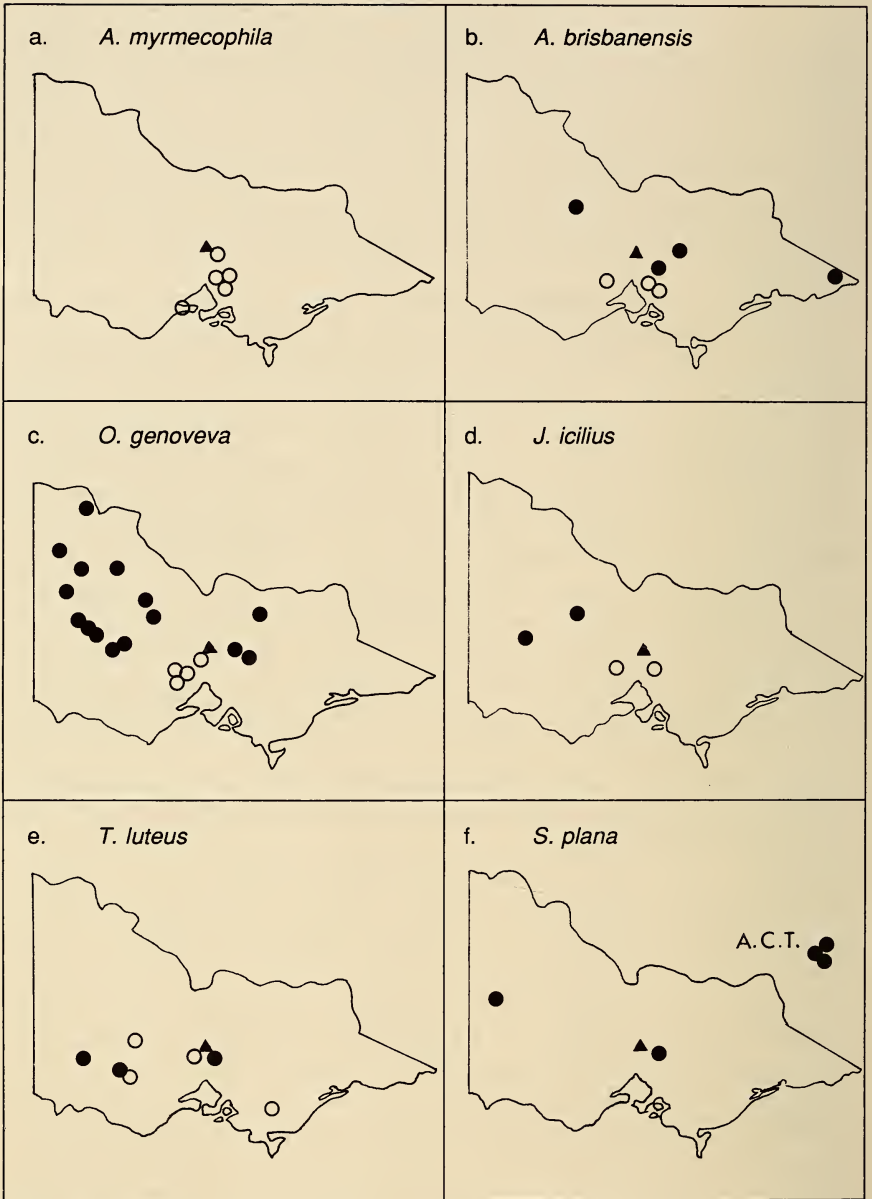 a. A. myrmecophila
b. A. brisbanensis
c. O. genoveva
d. J. icilius
e. T. luteus
f. S. plana
A.C.T.